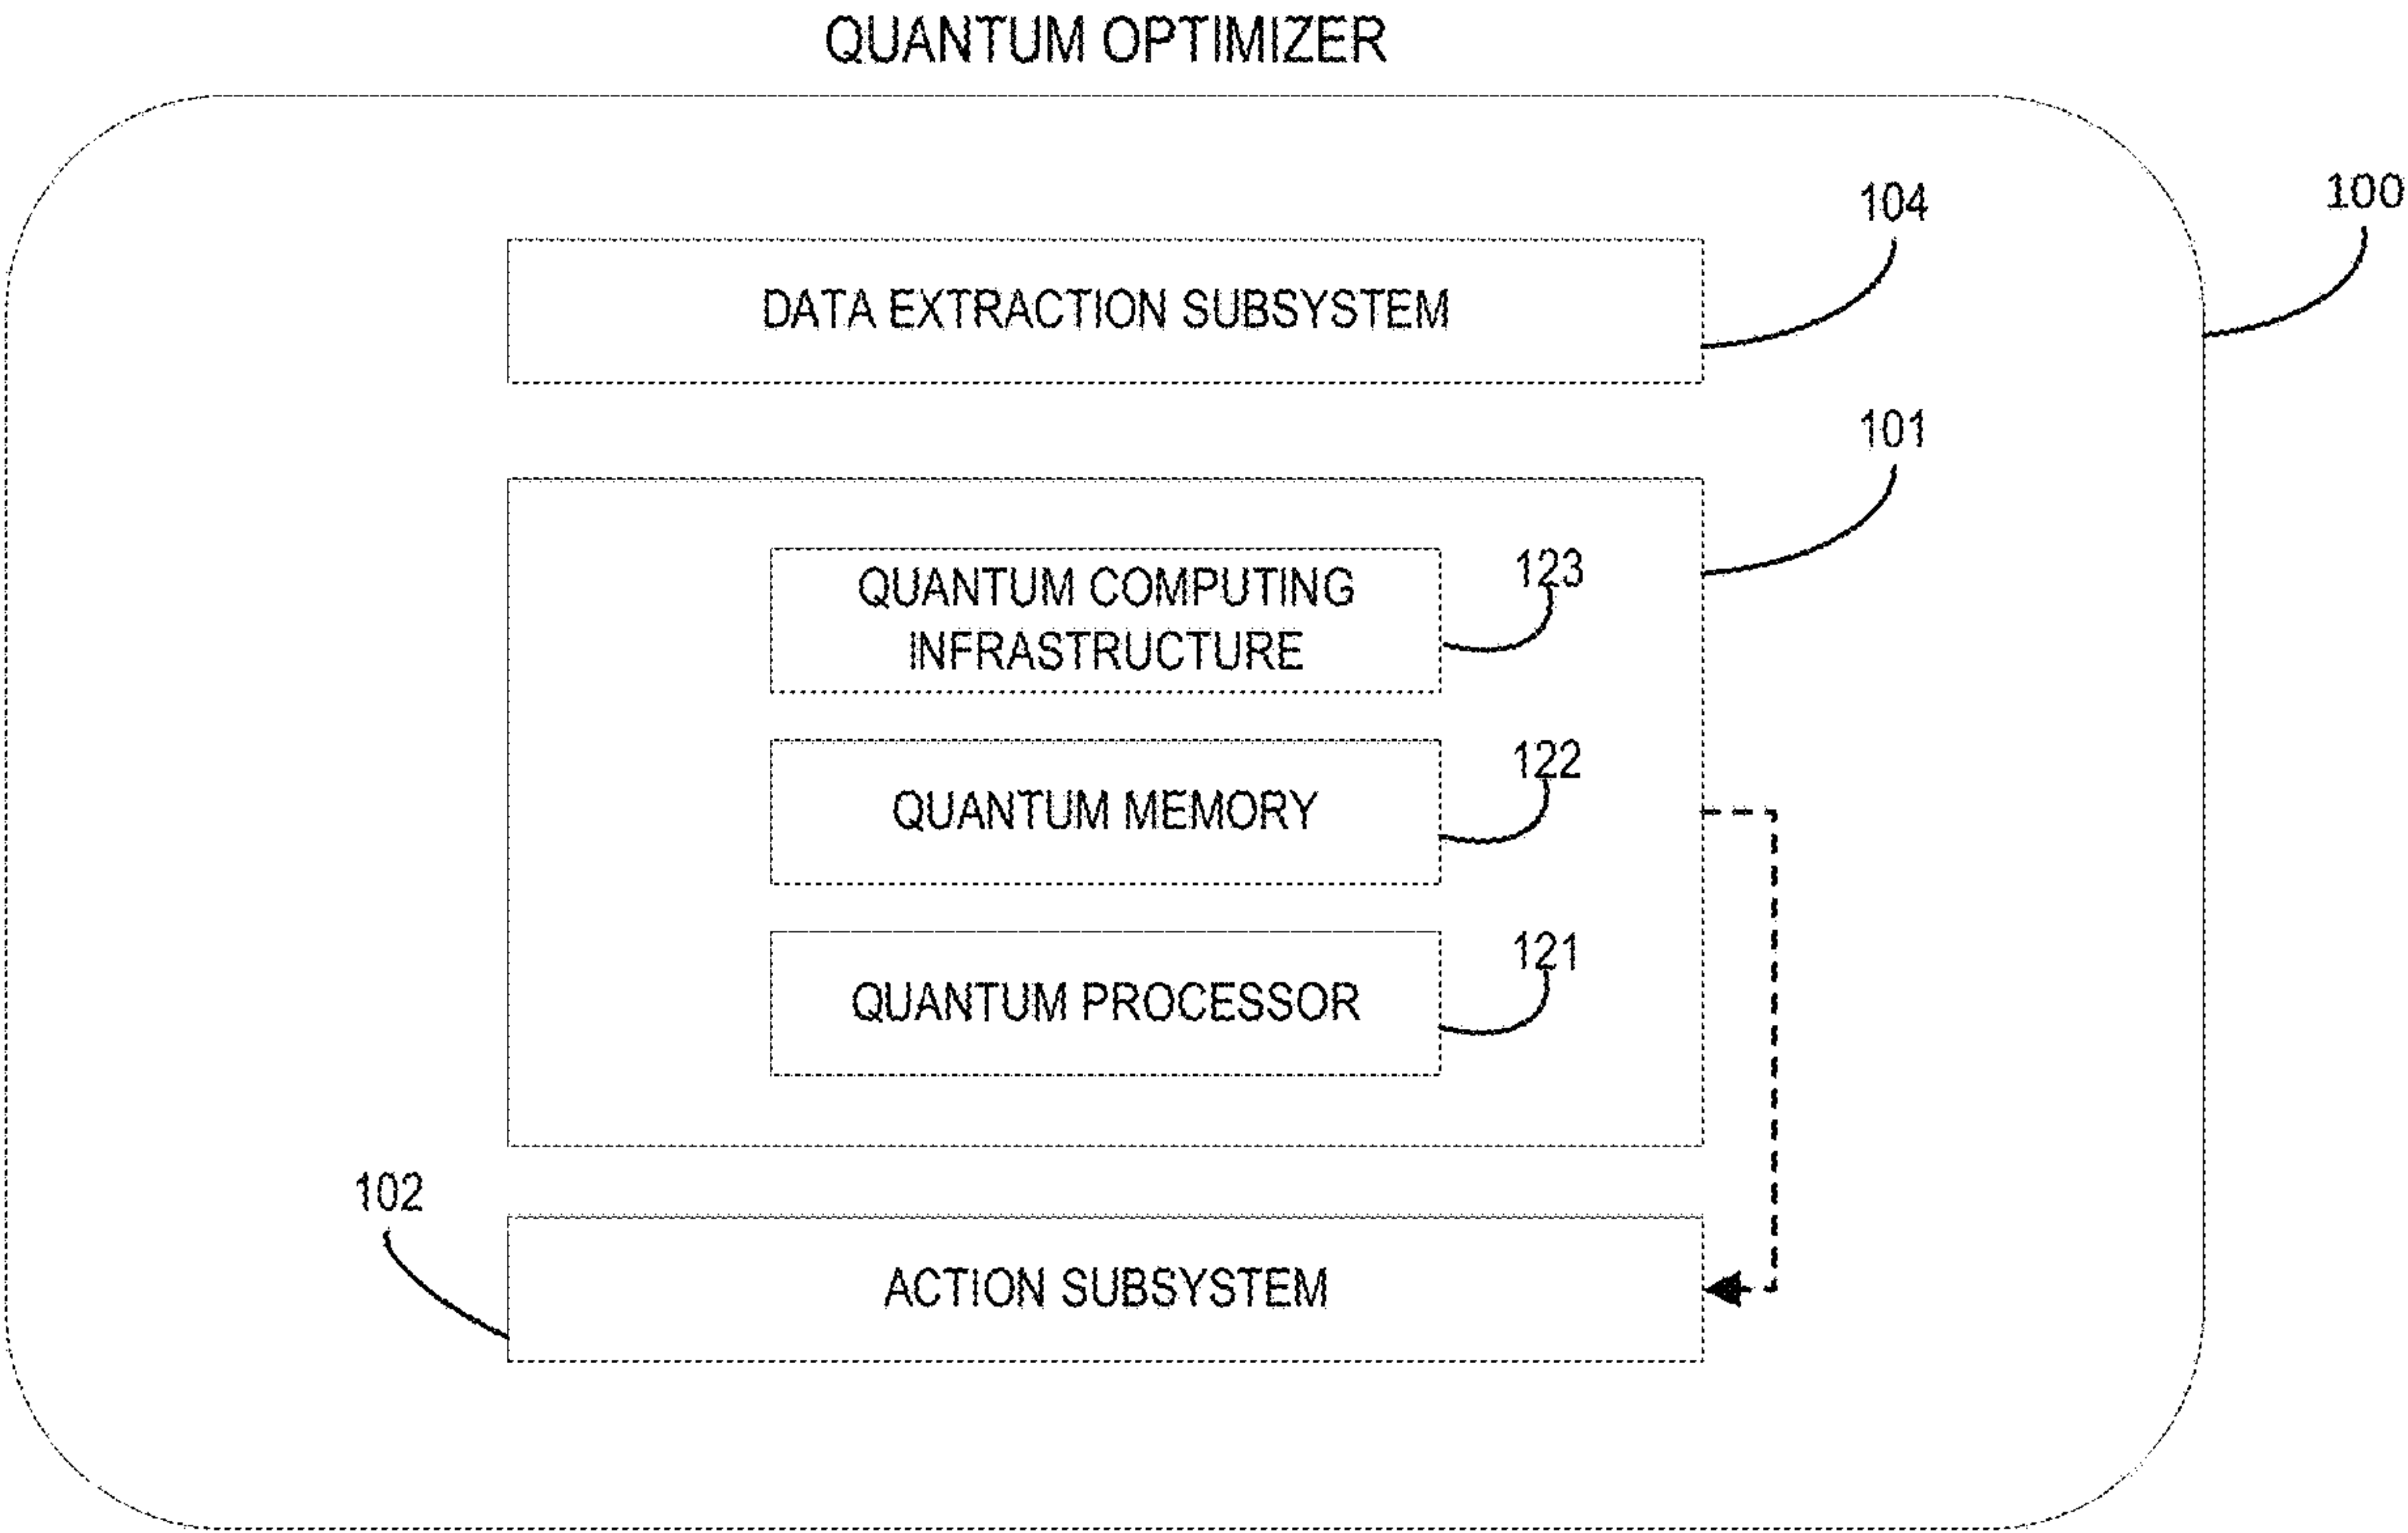 QUANTUM OPTIMIZER
100
104
DATA EXTRACTION SUBSYSTEM
101
123
QUANTUM COMPUTING
INFRASTRUCTURE
122
QUANTUM MEMORY
121
QUANTUM PROCESSOR
102
ACTION SUBSYSTEM